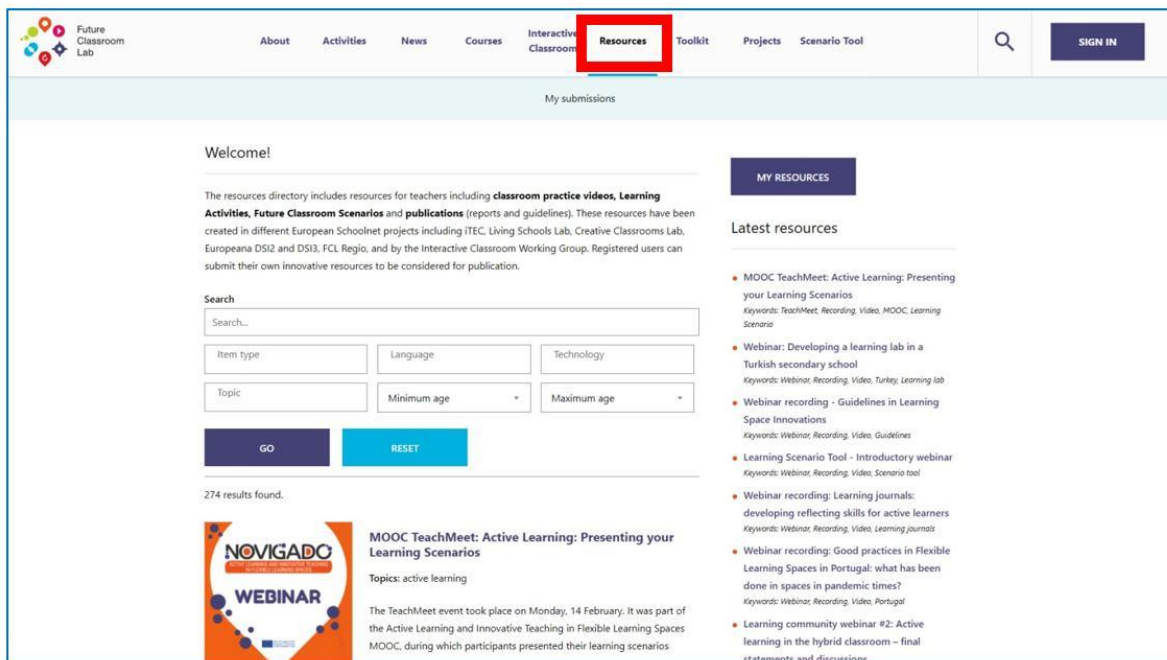 Future
Classroom
Lab
About
Activities
News
Courses
Interactive
Classroom
Resources
Toolkit
Projects
Scenario Tool
SIGN IN
My submissions
Welcome!
The resources directory includes resources for teachers including classroom practice videos, Learning
Activities, Future Classroom Scenarios and publications (reports and guidelines). These resources have been
created in different European Schoolnet projects including iTEC, Living Schools Lab, Creative Classrooms Lab,
Europeana DSI2 and DSI3, FCL Regio, and by the Interactive Classroom Working Group. Registered users can
submit their own innovative resources to be considered for publication.
Search
Search...
Item type
Language
Technology
Topic
Minimum age
Maximum age
GO
RESET
274 results found.
NOVIGADO
ACTIVE LEARNING AND INNOVATIVE TEACHING
IN FLEXIBLE LEARNING SPACES
WEBINAR
MOOC TeachMeet: Active Learning: Presenting your
Learning Scenarios
Topics: active learning
The TeachMeet event took place on Monday, 14 February. It was part of
the Active Learning and Innovative Teaching in Flexible Learning Spaces
MOOC, during which participants presented their learning scenarios
MY RESOURCES
Latest resources
MOOC TeachMeet: Active Learning: Presenting
your Learning Scenarios
Keywords: TeachMeet, Recording, Video, MOOC, Learning
Scenario
Webinar: Developing a learning lab in a
Turkish secondary school
Keywords: Webinar, Recording, Video, Turkey, Learning lab
Webinar recording - Guidelines in Learning
Space Innovations
Keywords: Webinar, Recording, Video, Guidelines
Learning Scenario Tool - Introductory webinar
Keywords: Webinar, Recording, Video, Scenario tool
Webinar recording: Learning journals:
developing reflecting skills for active learners
Keywords: Webinar, Recording, Video, Learning journals
Webinar recording: Good practices in Flexible
Learning Spaces in Portugal: what has been
done in spaces in pandemic times?
Keywords: Webinar, Recording, Video, Portugal
Learning community webinar #2: Active
learning in the hybrid classroom – final
statements and discussions